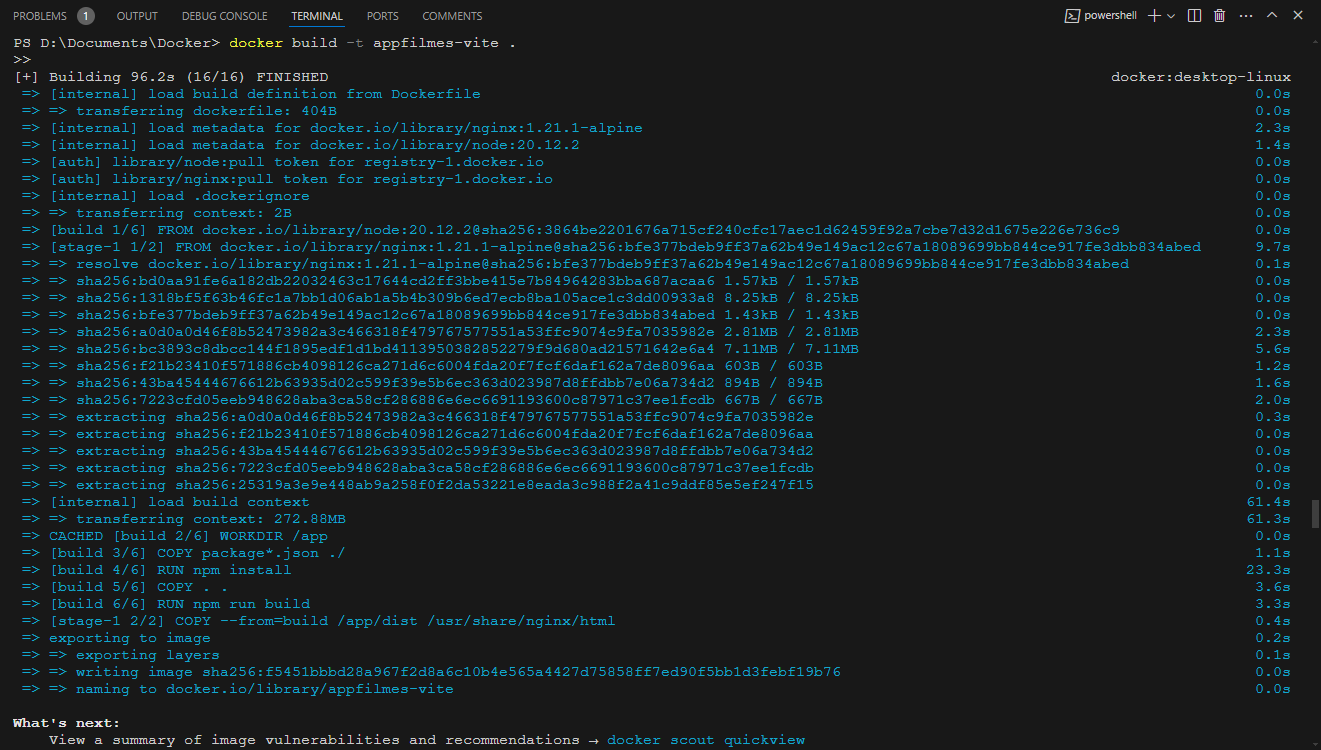 PROBLEMS 1 OUTPUT DEBUG CONSOLE TERMINAL PORTS COMMENTS powershell
PS D:\Documents\Docker> docker build -t appfilmes-vite .
>>
[+] Building 96.2s (16/16) FINISHED docker:desktop-linux
=> [internal] load build definition from Dockerfile 0.0s
=> => transferring dockerfile: 404B 0.0s
=> [internal] load metadata for docker.io/library/nginx:1.21.1-alpine 2.3s
=> [internal] load metadata for docker.io/library/node:20.12.2 1.4s
=> [auth] library/node:pull token for registry-1.docker.io 0.0s
=> [auth] library/nginx:pull token for registry-1.docker.io 0.0s
=> [internal] load .dockerignore 0.0s
=> => transferring context: 2B 0.0s
=> [build 1/6] FROM docker.io/library/node:20.12.2@sha256:3864be2201676a715cf240cfc17aec1d62459f92a7cbe7d32d1675e226e736c9 0.0s
=> [stage-1 1/2] FROM docker.io/library/nginx:1.21.1-alpine@sha256:bfe377bdeb9ff37a62b49e149ac12c67a18089699bb844ce917fe3dbb834abed 9.7s
=> => resolve docker.io/library/nginx:1.21.1-alpine@sha256:bfe377bdeb9ff37a62b49e149ac12c67a18089699bb844ce917fe3dbb834abed 0.1s
=> => sha256:bd0aa91fe6a182db22032463c17644cd2ff3bbe415e7b84964283bba687acaa6 1.57kB / 1.57kB 0.0s
=> => sha256:1318bf5f63b46fc1a7bb1d06ab1a5b4b309b6ed7ecb8ba105ace1c3dd00933a8 8.25kB / 8.25kB 0.0s
=> => sha256:bfe377bdeb9ff37a62b49e149ac12c67a18089699bb844ce917fe3dbb834abed 1.43kB / 1.43kB 0.0s
=> => sha256:a0d0a0d46f8b52473982a3c466318f479767577551a53ffc9074c9fa7035982e 2.81MB / 2.81MB 2.3s
=> => sha256:bc3893c8dbcc144f1895edf1d1bd4113950382852279f9d680ad21571642e6a4 7.11MB / 7.11MB 5.6s
=> => sha256:f21b23410f571886cb4098126ca271d6c6004fda20f7fcf6daf162a7de8096aa 603B / 603B 1.2s
=> => sha256:43ba45444676612b63935d02c599f39e5b6ec363d023987d8ffdbb7e06a734d2 894B / 894B 1.6s
=> => sha256:7223cfd05eeb948628aba3ca58cf286886e6ec6691193600c87971c37ee1fcdb 667B / 667B 2.0s
=> => extracting sha256:a0d0a0d46f8b52473982a3c466318f479767577551a53ffc9074c9fa7035982e 0.3s
=> => extracting sha256:f21b23410f571886cb4098126ca271d6c6004fda20f7fcf6daf162a7de8096aa 0.0s
=> => extracting sha256:43ba45444676612b63935d02c599f39e5b6ec363d023987d8ffdbb7e06a734d2 0.0s
=> => extracting sha256:7223cfd05eeb948628aba3ca58cf286886e6ec6691193600c87971c37ee1fcdb 0.0s
=> => extracting sha256:25319a3e9e448ab9a258f0f2da53221e8eada3c988f2a41c9ddf85e5ef247f15 0.0s
=> [internal] load build context 61.4s
=> => transferring context: 272.88MB 61.3s
=> CACHED [build 2/6] WORKDIR /app 0.0s
=> [build 3/6] COPY package*.json ./ 1.1s
=> [build 4/6] RUN npm install 23.3s
=> [build 5/6] COPY . . 3.6s
=> [build 6/6] RUN npm run build 3.3s
=> [stage-1 2/2] COPY --from=build /app/dist /usr/share/nginx/html 0.4s
=> exporting to image 0.2s
=> => exporting layers 0.1s
=> => writing image sha256:f5451bbbd28a967f2d8a6c10b4e565a4427d75858ff7ed90f5bb1d3febf19b76 0.0s
=> => naming to docker.io/library/appfilmes-vite 0.0s
What's next:
View a summary of image vulnerabilities and recommendations → docker scout quickview